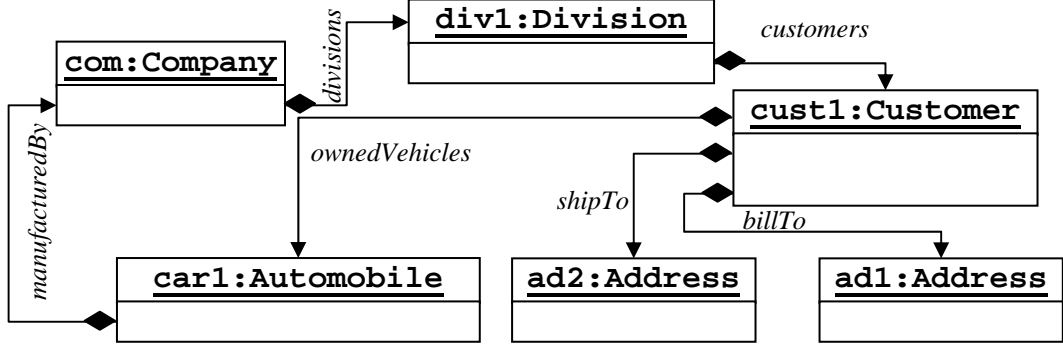 div1:Division
customers
divisions
com:Company
cust1:Customer
manufacturedBy
ownedVehicles
shipTo
billTo
car1:Automobile
ad2:Address
ad1:Address